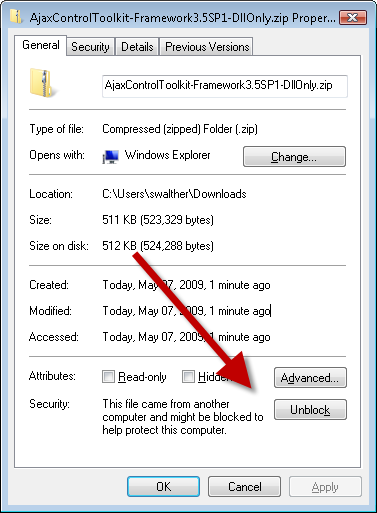 AjaxControlToolkit-Framework3.5SP1-DllOnly.zip Proper...
General Security Details Previous Versions
AjaxControlToolkit-Framework3.5SP1-DllOnly.zip
Type of file: Compressed (zipped) Folder (.zip)
Opens with: Windows Explorer Change...
Location: C:\Users\swalther\Downloads
Size: 511 KB (523,329 bytes)
Size on disk: 512 KB (524,288 bytes)
Created: Today, May 07, 2009, 1 minute ago
Modified: Today, May 07, 2009, 1 minute ago
Accessed: Today, May 07, 2009, 1 minute ago
Attributes: Read-only Hidden Advanced...
Security: This file came from another Unblock
computer and might be blocked to
help protect this computer.
OK Cancel Apply